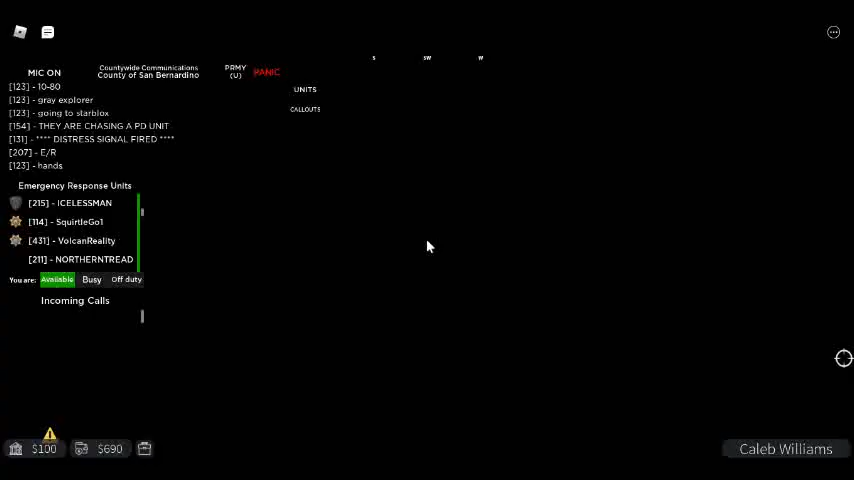 S SW W
MIC ON
Countywide Communications
County of San Bernardino
PRMY
(U)
PANIC
UNITS
CALLOUTS
[123] - 10-80
[123] - gray explorer
[123] - going to starblox
[154] - THEY ARE CHASING A PD UNIT
[131] - **** DISTRESS SIGNAL FIRED ****
[207] - E/R
[123] - hands
Emergency Response Units
[215] - ICELESSMAN
[114] - SquirtleGo1
[431] - VolcanReality
[211] - NORTHERNTREAD
You are: Available Busy Off duty
Incoming Calls
$100 $690
Caleb Williams